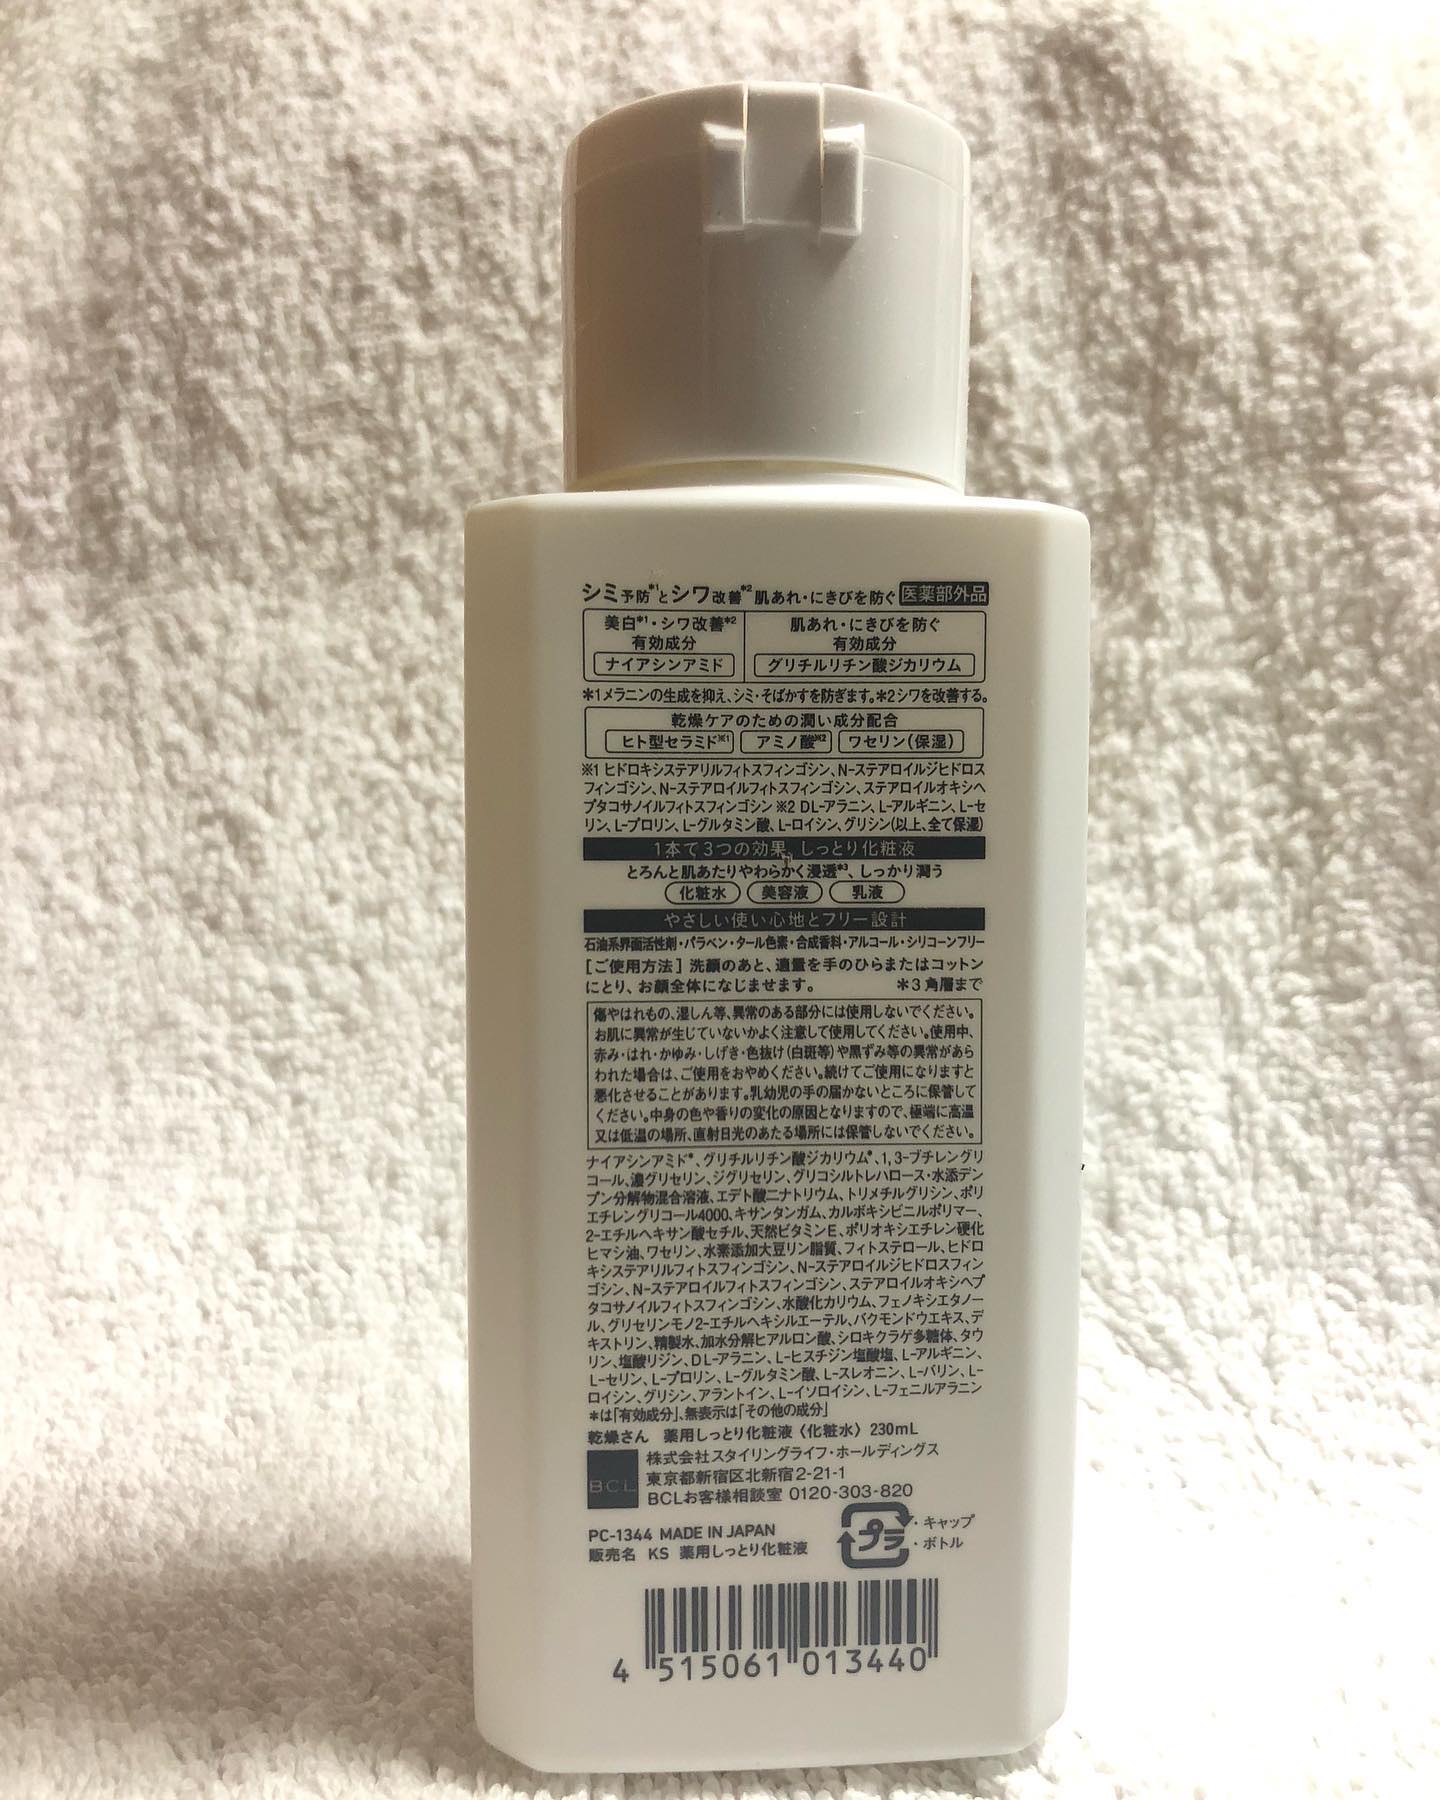 シミ予防*1とシワ改善*2 肌あれ・にきびを防ぐ 医薬部外品
美白*1・シワ改善*2
有効成分
ナイアシンアミド
肌あれ・にきびを防ぐ
有効成分
グリチルリチン酸ジカリウム
*1メラニンの生成を抑え、シミ・そばかすを防ぎます。*2シワを改善する。
乾燥ケアのための潤い成分配合
ヒト型セラミド※1 アミノ酸※2 ワセリン(保湿)
※1 ヒドロキシステアリルフィトスフィンゴシン、N-ステアロイルジヒドロス
フィンゴシン、N-ステアロイルフィトスフィンゴシン、ステアロイルオキシヘ
プタコサノイルフィトスフィンゴシン ※2 DL-アラニン、L-アルギニン、L-セ
リン、L-プロリン、L-グルタミン酸、L-ロイシン、グリシン(以上、全て保湿)
1本で3つの効果。しっとり化粧液
とろんと肌あたりやわらかく浸透*3、しっかり潤う
化粧水 美容液 乳液
やさしい使い心地とフリー設計
石油系界面活性剤・パラベン・タール色素・合成香料・アルコール・シリコーンフリー
[ご使用方法] 洗顔のあと、適量を手のひらまたはコットン
にとり、お顔全体になじませます。 *3 角層まで
傷やはれもの、湿しん等、異常のある部分には使用しないでください。
お肌に異常が生じていないかよく注意して使用してください。使用中、
赤み・はれ・かゆみ・しげき・色抜け(白斑等)や黒ずみ等の異常があら
われた場合は、ご使用をおやめください。続けてご使用になりますと
悪化させることがあります。乳幼児の手の届かないところに保管して
ください。中身の色や香りの変化の原因となりますので、極端に高温
又は低温の場所、直射日光のあたる場所には保管しないでください。
ナイアシンアミド*、グリチルリチン酸ジカリウム*、1,3-ブチレングリ
コール、濃グリセリン、ジグリセリン、グリコシルトレハロース・水添デン
プン分解物混合溶液、エデト酸二ナトリウム、トリメチルグリシン、ポリ
エチレングリコール4000、キサンタンガム、カルボキシビニルポリマー、
2-エチルヘキサン酸セチル、天然ビタミンE、ポリオキシエチレン硬化
ヒマシ油、ワセリン、水素添加大豆リン脂質、フィトステロール、ヒドロ
キシステアリルフィトスフィンゴシン、N-ステアロイルジヒドロスフィン
ゴシン、N-ステアロイルフィトスフィンゴシン、ステアロイルオキシヘプ
タコサノイルフィトスフィンゴシン、水酸化カリウム、フェノキシエタノー
ル、グリセリンモノ2-エチルヘキシルエーテル、バクモンドウエキス、デ
キストリン、精製水、加水分解ヒアルロン酸、シロキクラゲ多糖体、タウ
リン、塩酸リジン、DL-アラニン、L-ヒスチジン塩酸塩、L-アルギニン、
L-セリン、L-プロリン、L-グルタミン酸、L-スレオニン、L-バリン、L-
ロイシン、グリシン、アラントイン、L-イソロイシン、L-フェニルアラニン
*は「有効成分」、無表示は「その他の成分」
乾燥さん 薬用しっとり化粧液〈化粧水〉 230mL
BCL
株式会社スタイリングライフ・ホールディングス
東京都新宿区北新宿2-21-1
BCLお客様相談室 0120-303-820
PC-1344 MADE IN JAPAN
販売名 KS 薬用しっとり化粧液
プラ
・キャップ
・ボトル
4 515061 013440